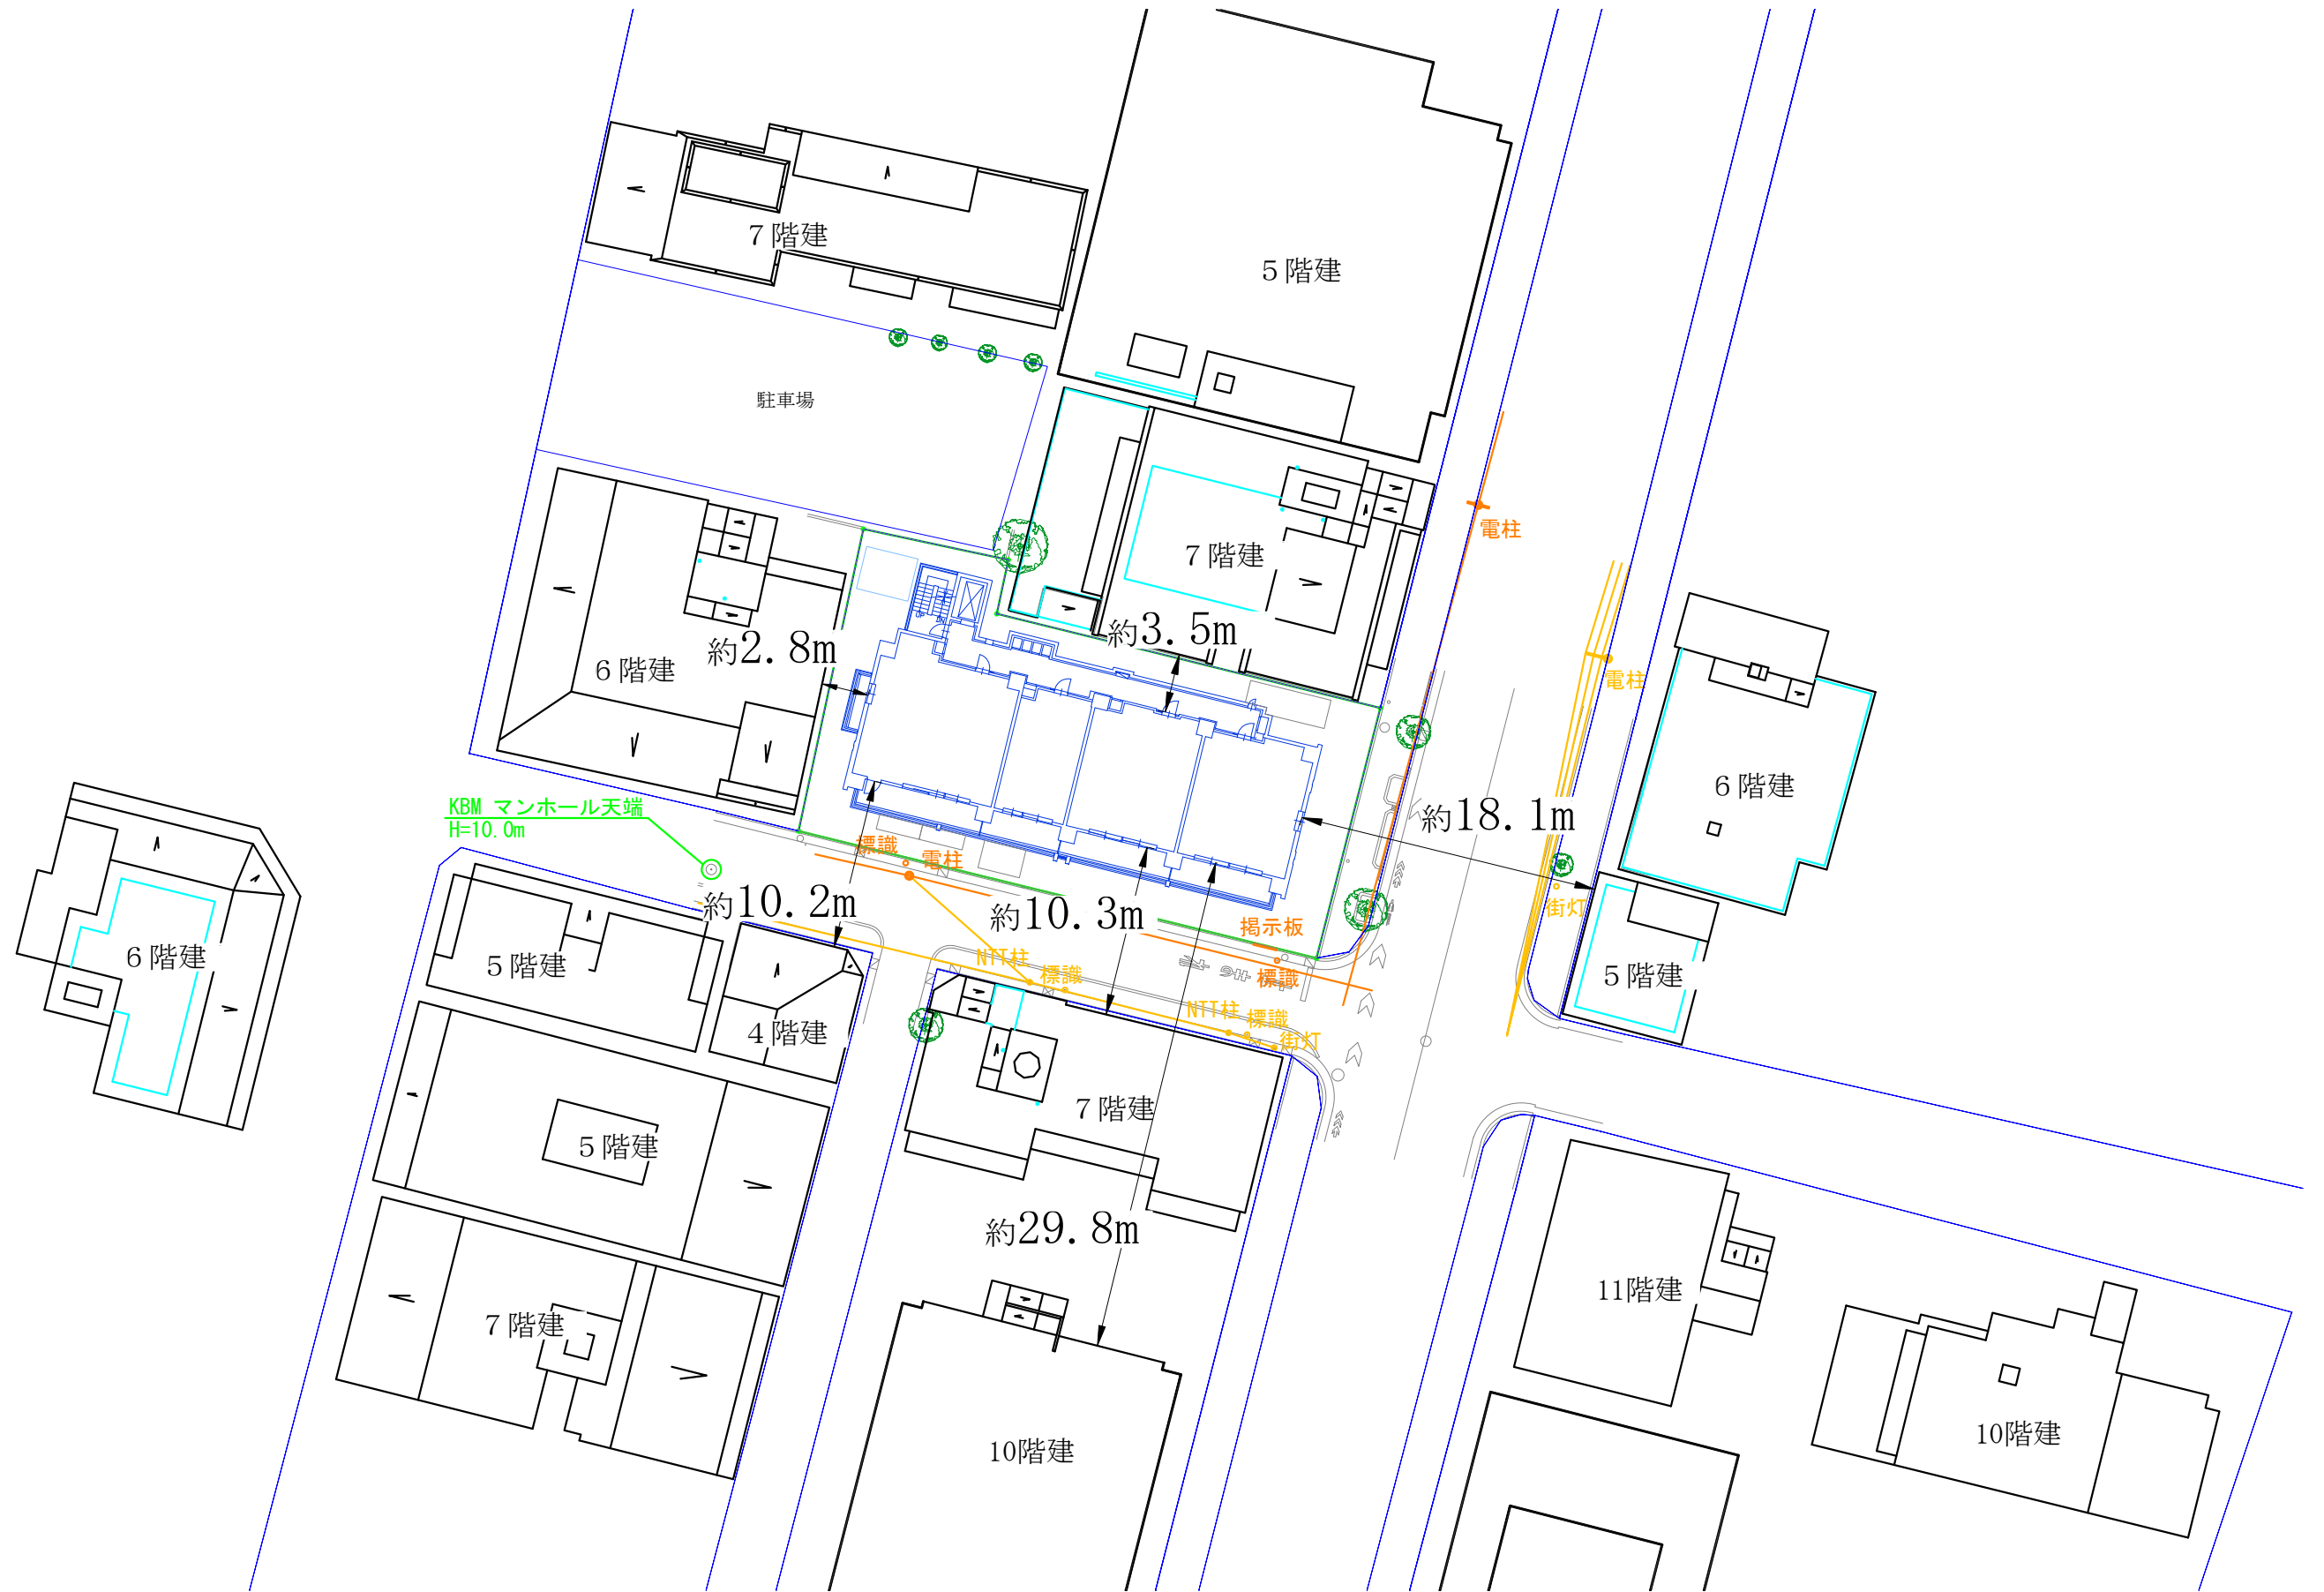 ７階建
５階建
駐車場
電柱
７階建
約3.5m
約2.8m
６階建
電柱
６階建
KBM マンホール天端
H=10.0m
約18.1m
標識
電柱
約10.2m
約10.3m
街灯
掲示板
６階建
５階建
NTT柱
標識
標識
５階建
４階建
NTT柱
標識
街灯
７階建
５階建
約29.8m
11階建
７階建
10階建
10階建